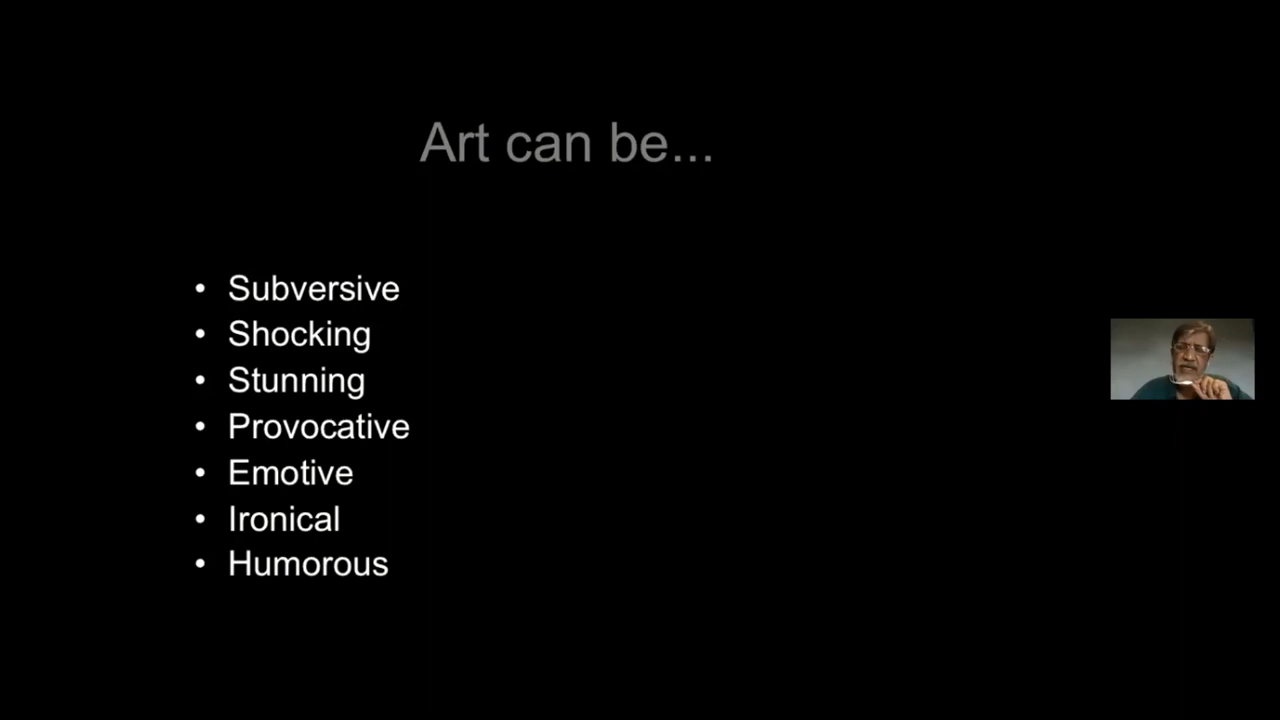 Art can be...
• Subversive
• Shocking
• Stunning
• Provocative
• Emotive
• Ironical
• Humorous